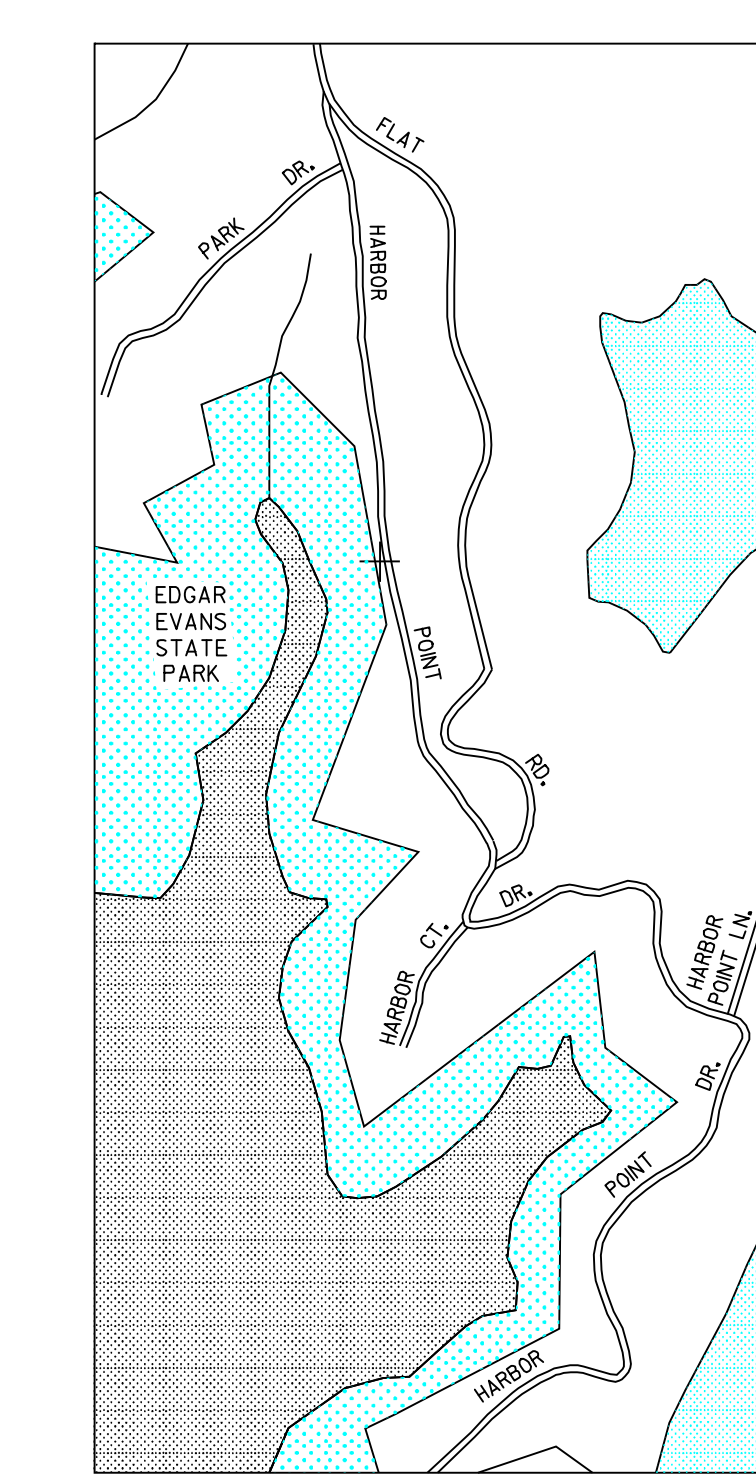 FLAT
DR.
PARK
HARBOR
EDGAR
EVANS
STATE
PARK
POINT
RD.
DR.
CT.
HARBOR
HARBOR
POINT LN.
DR.
POINT
HARBOR